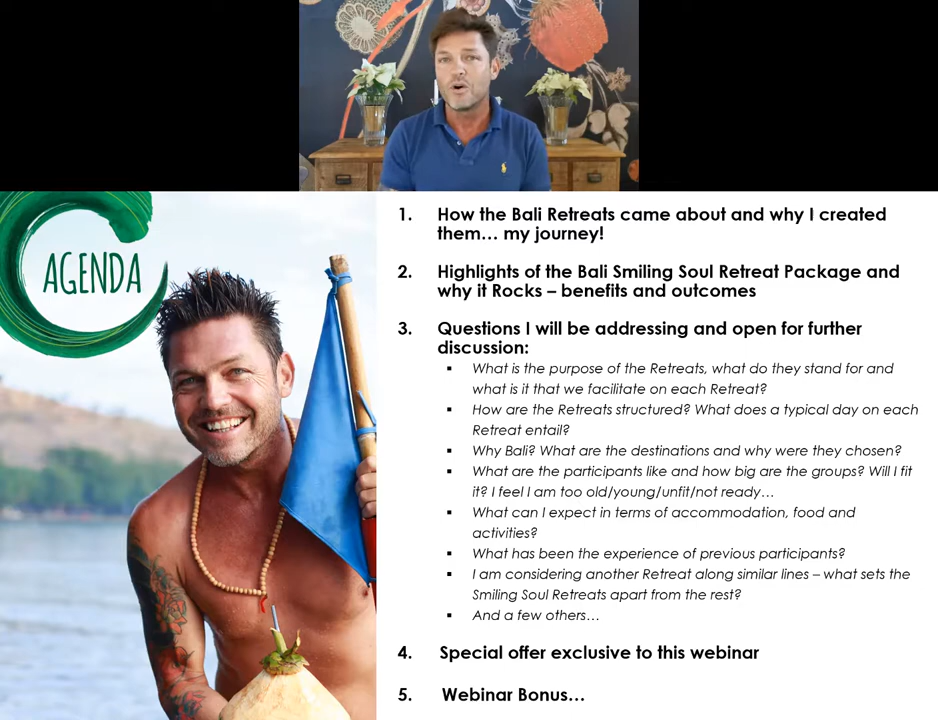 AGENDA
1. How the Bali Retreats came about and why I created
them… my journey!
2. Highlights of the Bali Smiling Soul Retreat Package and
why it Rocks – benefits and outcomes
3. Questions I will be addressing and open for further
discussion:
▪ What is the purpose of the Retreats, what do they stand for and
what is it that we facilitate on each Retreat?
▪ How are the Retreats structured? What does a typical day on each
Retreat entail?
▪ Why Bali? What are the destinations and why were they chosen?
▪ What are the participants like and how big are the groups? Will I fit
it? I feel I am too old/young/unfit/not ready…
▪ What can I expect in terms of accommodation, food and
activities?
▪ What has been the experience of previous participants?
▪ I am considering another Retreat along similar lines – what sets the
Smiling Soul Retreats apart from the rest?
▪ And a few others…
4. Special offer exclusive to this webinar
5. Webinar Bonus…